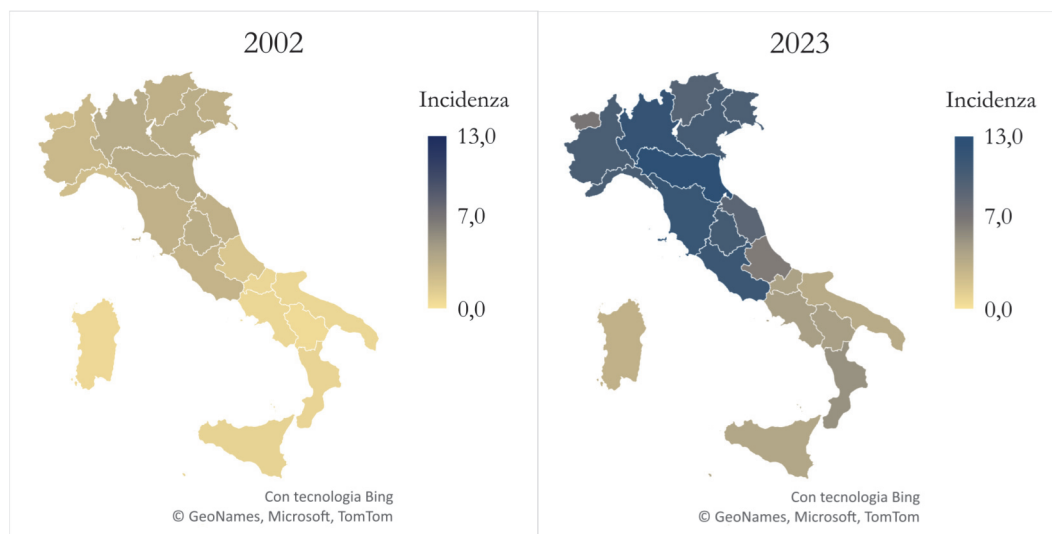 2002
Incidenza
13,0
7,0
0,0
Con tecnologia Bing
© GeoNames, Microsoft, TomTom
2023
Incidenza
13,0
7,0
0,0
Con tecnologia Bing
© GeoNames, Microsoft, TomTom